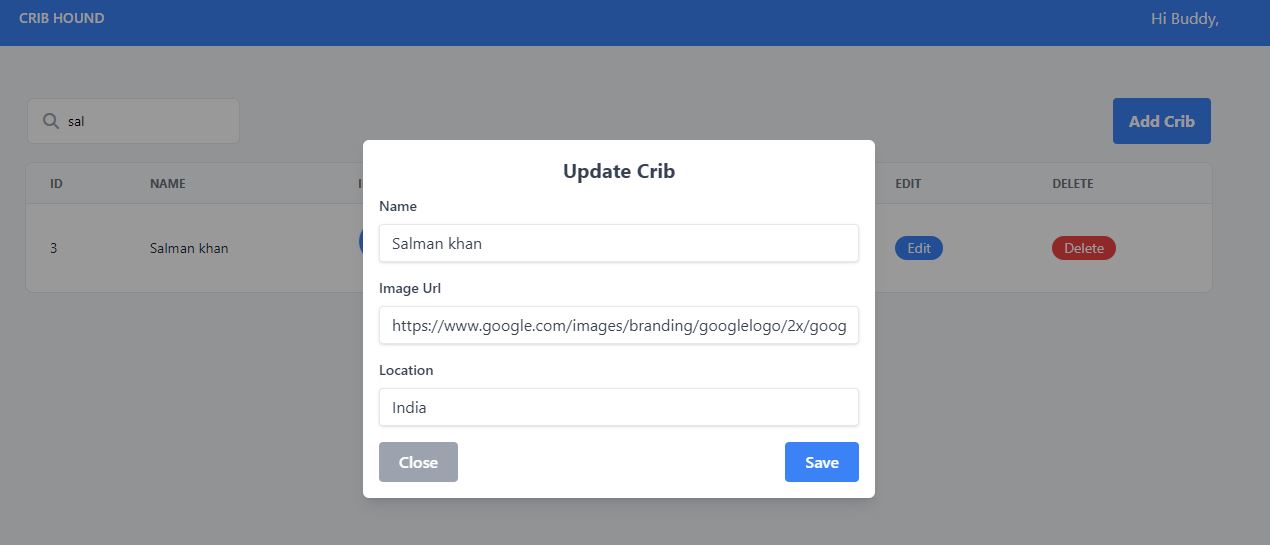 CRIB HOUND Hi Buddy,
sal Add Crib
ID NAME EDIT DELETE
3 Salman khan Edit Delete
Update Crib
Name
Salman khan
Image Url
https://www.google.com/images/branding/googlelogo/2x/goog
Location
India
Close Save